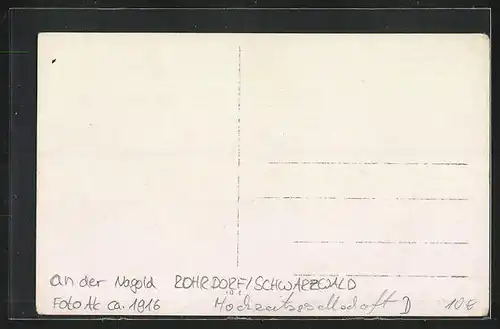 an der Nagold ROHRDORF/SCHWARZWALD
Foto Ak ca. 1916 Hochzeitsgesellschaft D 10€